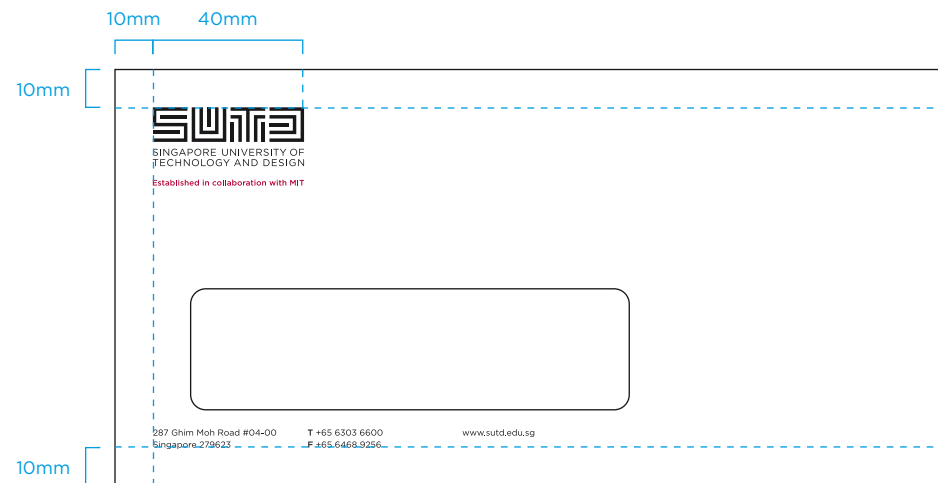 10mm 40mm
10mm
SUTD
SINGAPORE UNIVERSITY OF
TECHNOLOGY AND DESIGN
Established in collaboration with MIT
287 Ghim Moh Road #04-00 T +65 6303 6600 www.sutd.edu.sg
Singapore 279623 F +65 6468 9256
10mm